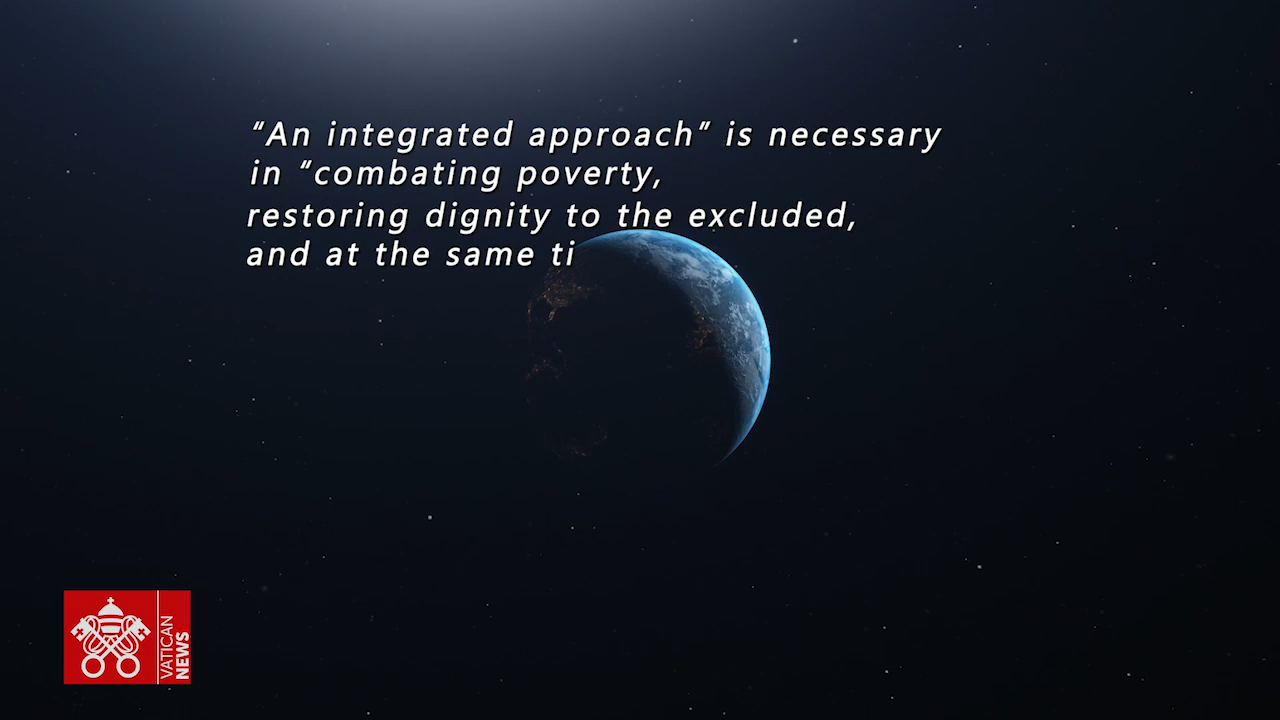 “An integrated approach” is necessary
in “combating poverty,
restoring dignity to the excluded,
and at the same ti
VATICAN
NEWS